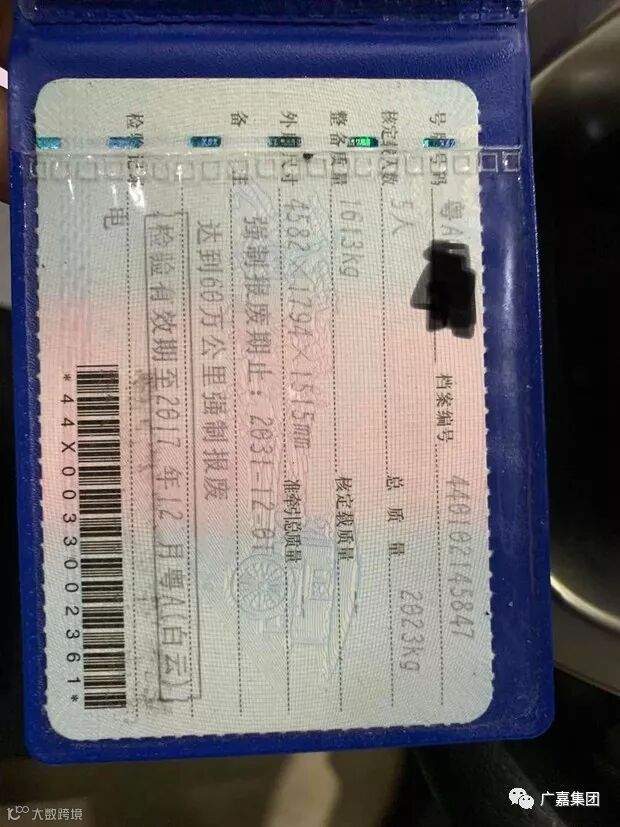 号牌号码 粤A 档案编号 440102145847
核定载人数 5人 总质量 2023kg
整备质量 1613kg 核定载质量
外廓尺寸 4582×1794×1515mm 准牵引总质量
备注 强制报废期止：2031-12-01
达到60万公里强制报废
检验记录 检验有效期至2017年12月粤A(白云)
电
*44X0033002361*
大数跨境
广嘉集团